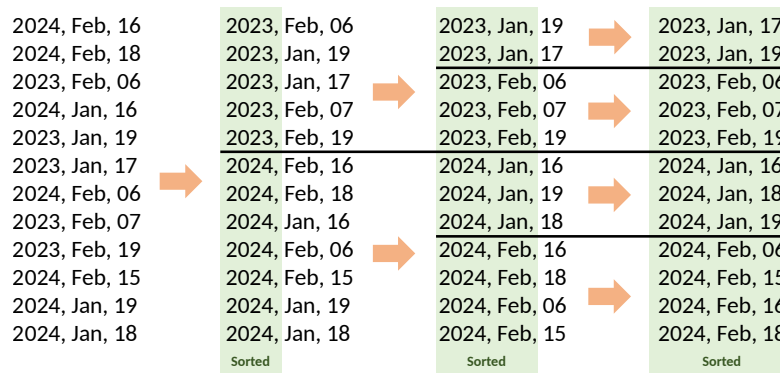 2024, Feb, 16
2024, Feb, 18
2023, Feb, 06
2024, Jan, 16
2023, Jan, 19
2023, Jan, 17
2024, Feb, 06
2023, Feb, 07
2023, Feb, 19
2024, Feb, 15
2024, Jan, 19
2024, Jan, 18
2023, Feb, 06
2023, Jan, 19
2023, Jan, 17
2023, Feb, 07
2023, Feb, 19
2024, Feb, 16
2024, Feb, 18
2024, Jan, 16
2024, Feb, 06
2024, Feb, 15
2024, Jan, 19
2024, Jan, 18
Sorted
2023, Jan, 19
2023, Jan, 17
2023, Feb, 06
2023, Feb, 07
2023, Feb, 19
2024, Jan, 16
2024, Jan, 19
2024, Jan, 18
2024, Feb, 16
2024, Feb, 18
2024, Feb, 06
2024, Feb, 15
Sorted
2023, Jan, 17
2023, Jan, 19
2023, Feb, 06
2023, Feb, 07
2023, Feb, 19
2024, Jan, 16
2024, Jan, 18
2024, Jan, 19
2024, Feb, 06
2024, Feb, 15
2024, Feb, 16
2024, Feb, 18
Sorted